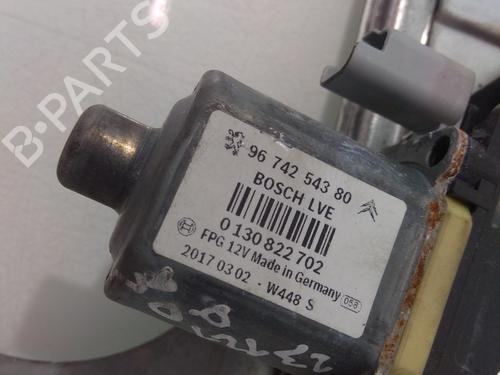 B-PARTS
96 742 543 80
BOSCH LVE
0 130 822 702
FPG 12V Made in Germany
2017 03 02 - W448 S
058